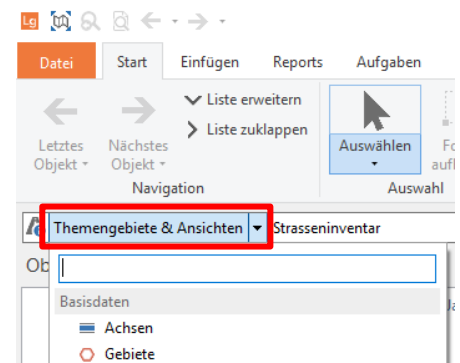 Lg
Datei Start Einfügen Reports Aufgaben
Letztes Objekt
Nächstes Objekt
Liste erweitern
Liste zuklappen
Navigation
Auswählen
Auswahl
Themengebiete & Ansichten Strasseninventar
Ob
Basisdaten
Achsen
Gebiete